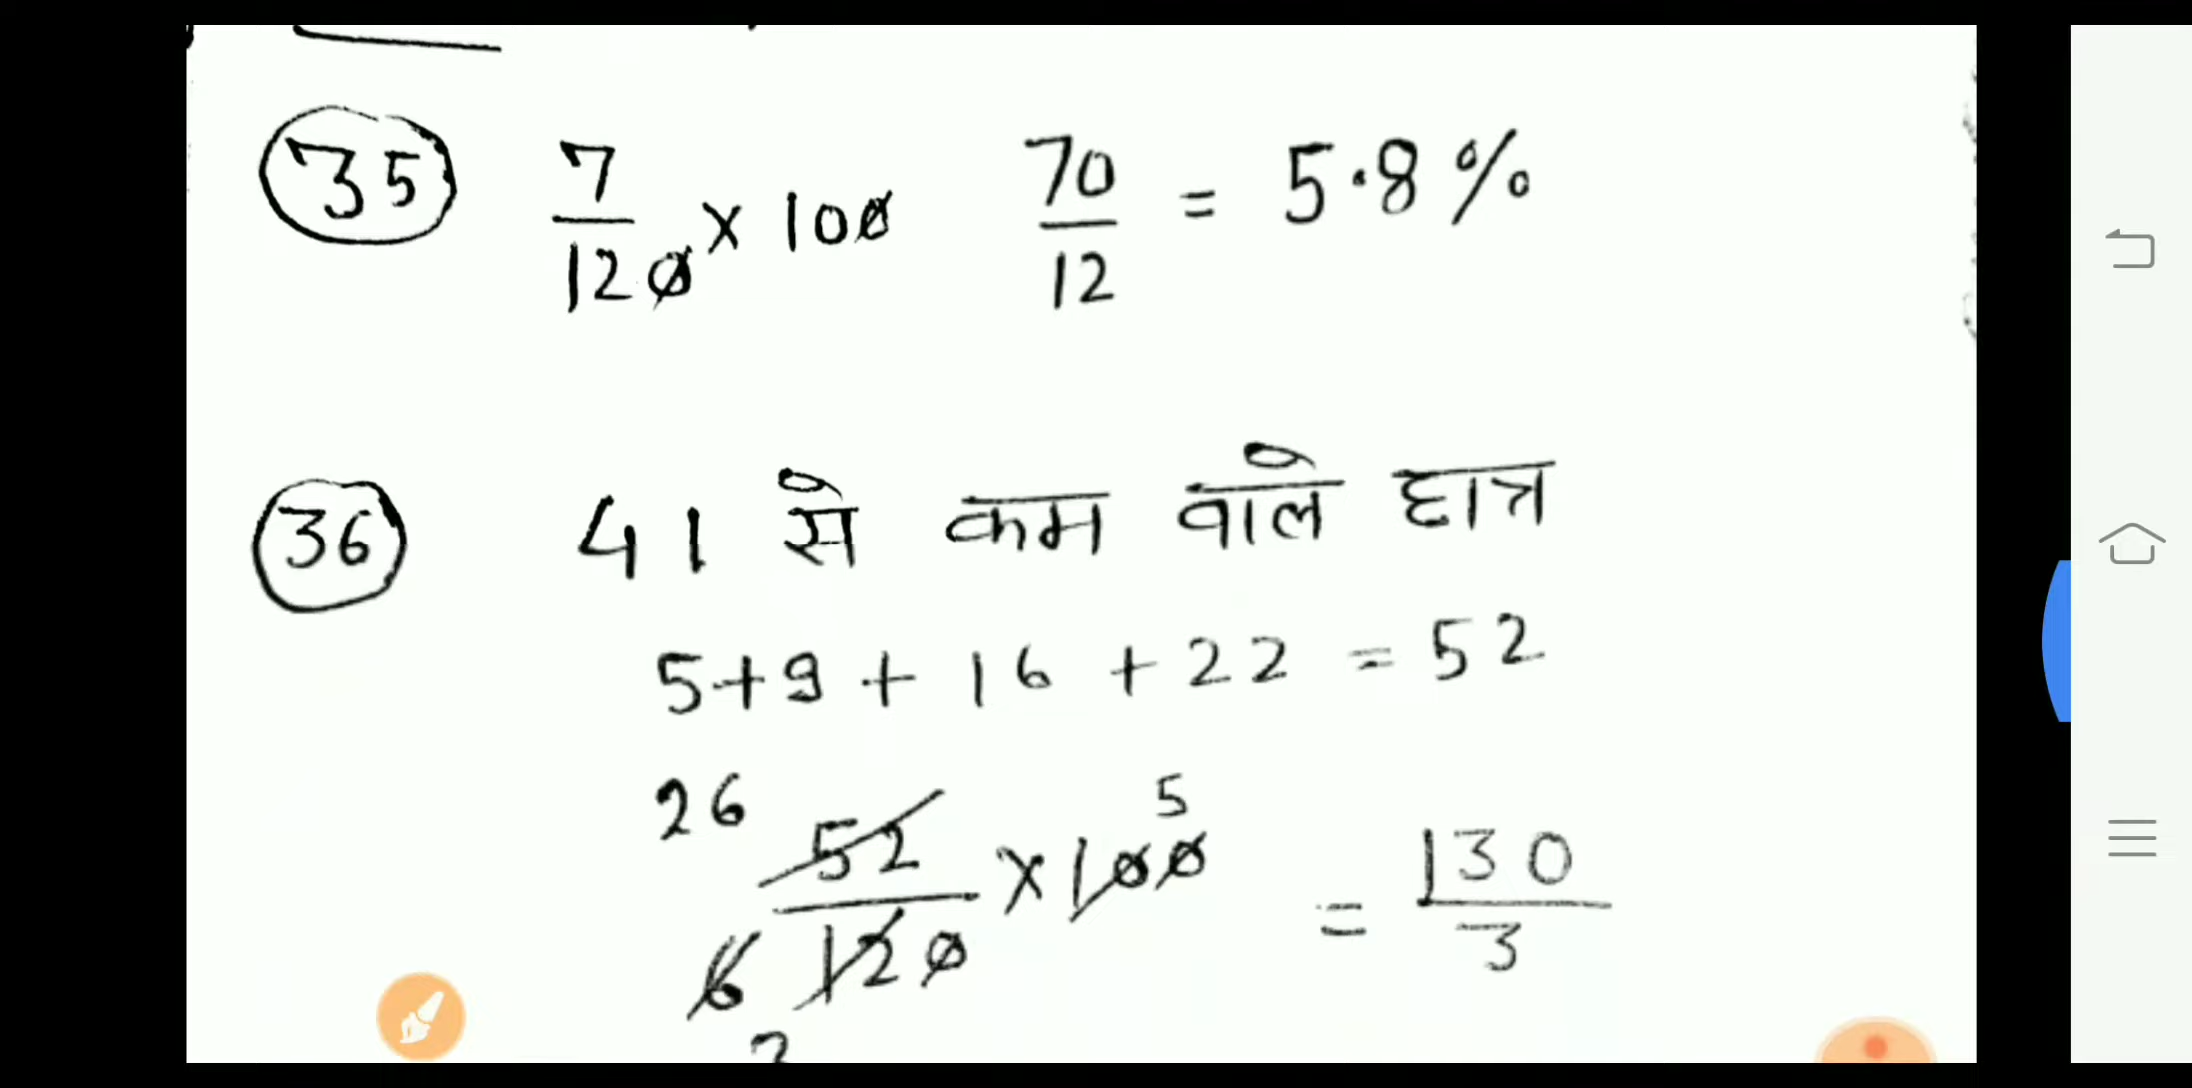 35 7/120 × 100 70/12 = 5.8%
36 41 से कम वाले छात्र
5+9+16+22 = 52
26 5
52/120 × 100 = 130/3
6